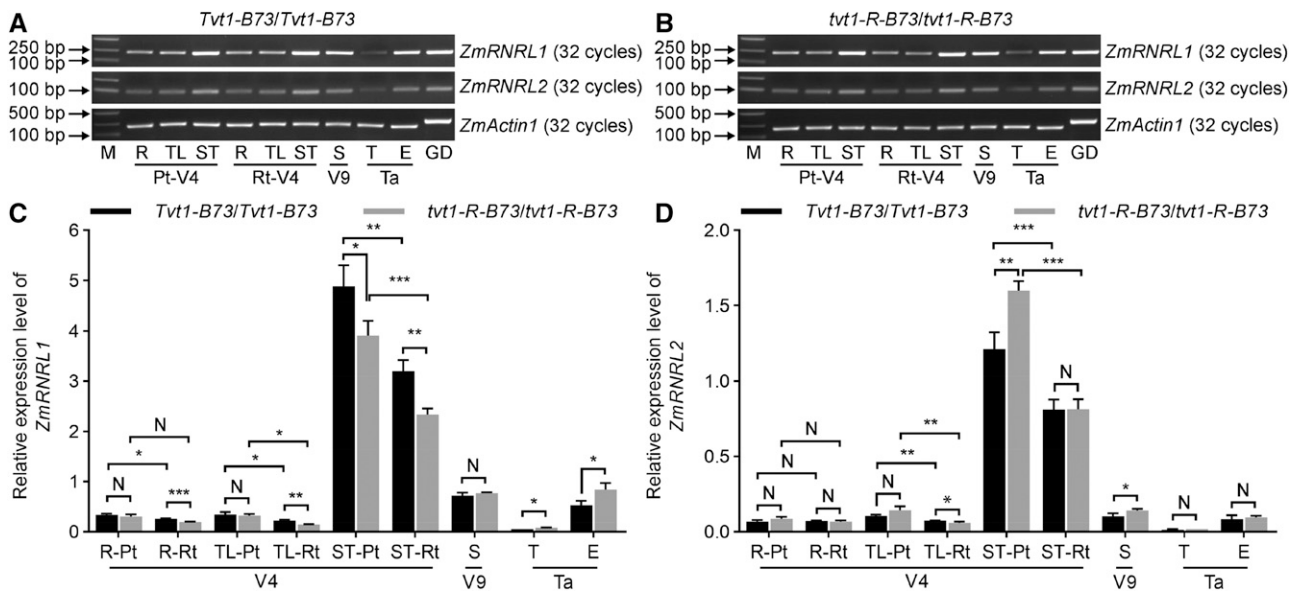 A
Tvt1-B73/Tvt1-B73
250 bp
100 bp
ZmRNRL1 (32 cycles)
100 bp
ZmRNRL2 (32 cycles)
500 bp
100 bp
ZmActin1 (32 cycles)
M R TL ST R TL ST S T E GD
Pt-V4 Rt-V4 V9 Ta
B
tvt1-R-B73/tvt1-R-B73
250 bp
100 bp
ZmRNRL1 (32 cycles)
100 bp
ZmRNRL2 (32 cycles)
500 bp
100 bp
ZmActin1 (32 cycles)
M R TL ST R TL ST S T E GD
Pt-V4 Rt-V4 V9 Ta
C
Tvt1-B73/Tvt1-B73 tvt1-R-B73/tvt1-R-B73
Relative expression level of
ZmRNRL1
6
5
4
3
2
1
0
N * N *** N * * ** * ** *** ** N * *
R-Pt R-Rt TL-Pt TL-Rt ST-Pt ST-Rt S T E
V4 V9 Ta
D
Tvt1-B73/Tvt1-B73 tvt1-R-B73/tvt1-R-B73
Relative expression level of
ZmRNRL2
2.0
1.5
1.0
0.5
0.0
N N N N N ** ** * ** *** *** N * N N
R-Pt R-Rt TL-Pt TL-Rt ST-Pt ST-Rt S T E
V4 V9 Ta